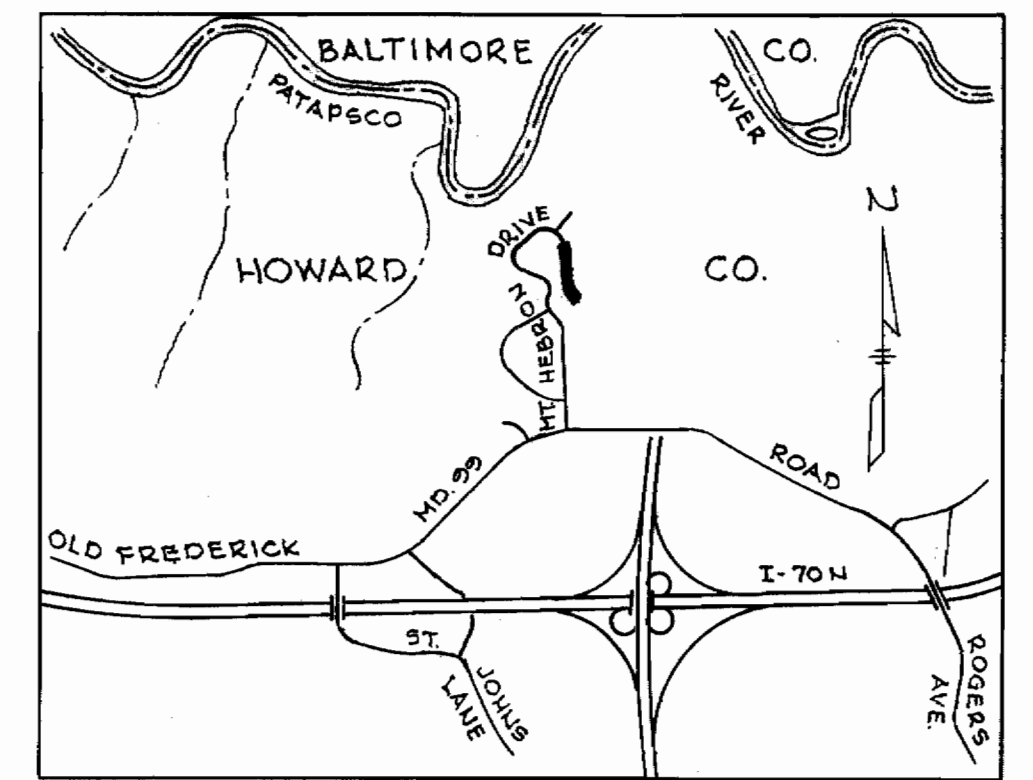 BALTIMORE
CO.
PATAPSCO
RIVER
N
DRIVE
HOWARD
CO.
MT. HEBRON
ROAD
MD. 99
OLD FREDERICK
I-70N
ST.
JOHNS
LANE
ROGERS
AVE.